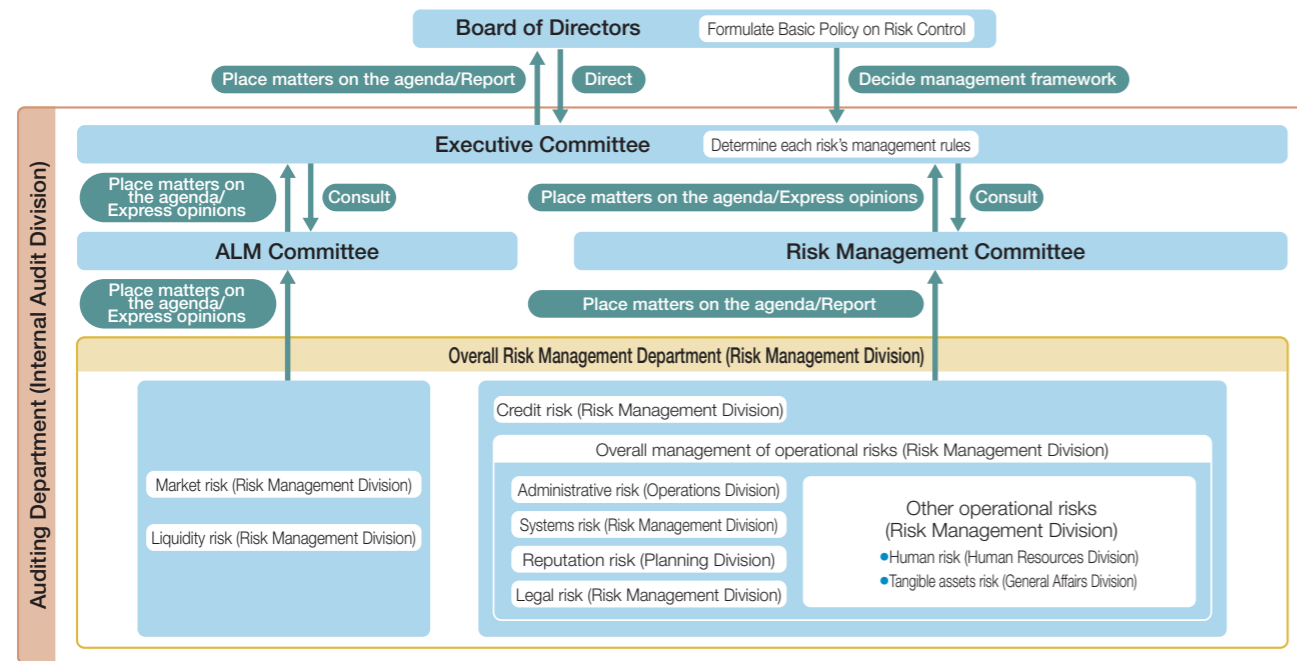 Board of Directors
Formulate Basic Policy on Risk Control
Place matters on the agenda/Report
Direct
Decide management framework
Auditing Department (Internal Audit Division)
Executive Committee
Determine each risk's management rules
Place matters on
the agenda/
Express opinions
Consult
Place matters on the agenda/Express opinions
Consult
ALM Committee
Risk Management Committee
Place matters on
the agenda/
Express opinions
Place matters on the agenda/Report
Overall Risk Management Department (Risk Management Division)
Market risk (Risk Management Division)
Liquidity risk (Risk Management Division)
Credit risk (Risk Management Division)
Overall management of operational risks (Risk Management Division)
Administrative risk (Operations Division)
Systems risk (Risk Management Division)
Reputation risk (Planning Division)
Legal risk (Risk Management Division)
Other operational risks
(Risk Management Division)
●Human risk (Human Resources Division)
●Tangible assets risk (General Affairs Division)